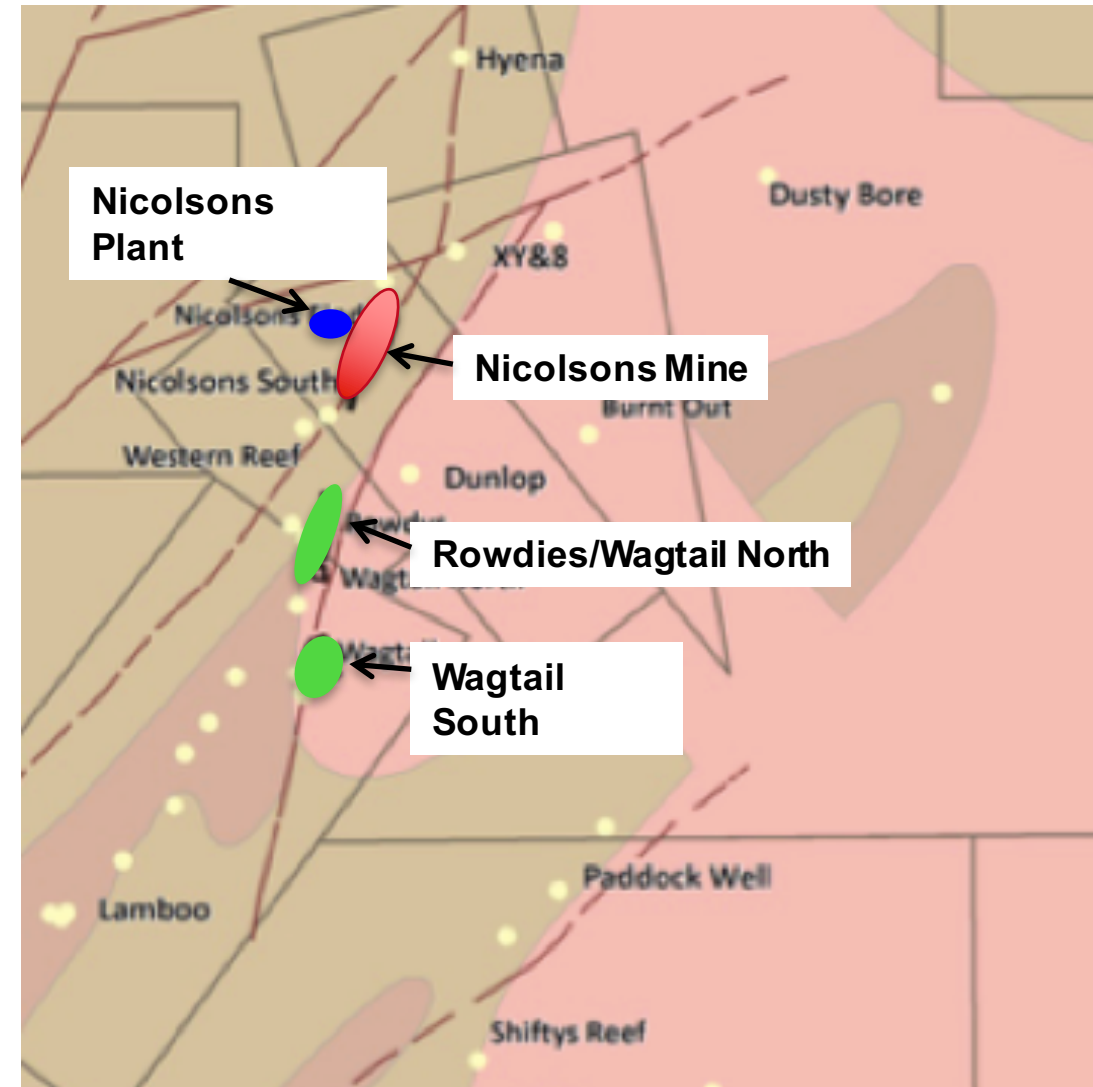 Hyena
Dusty Bore
Nicolsons
Plant
XY&8
Nicolsons
Nicolsons Mine
Nicolsons South
Burnt Out
Western Reef
Dunlop
Rowdies/Wagtail North
Wagtail
South
Paddock Well
Lamboo
Shiftys Reef